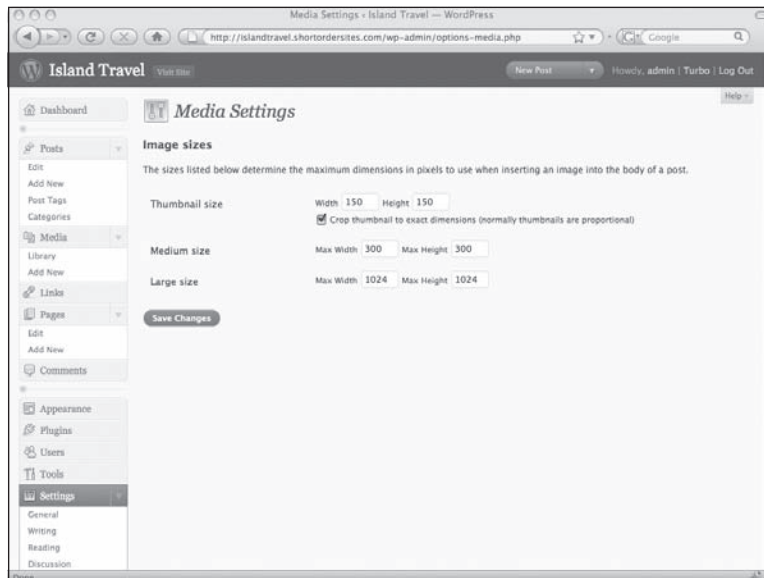 Media Settings ‹ Island Travel — WordPress
http://islandtravel.shortordersites.com/wp-admin/options-media.php
Google
Island Travel
Visit Site
New Post
Howdy, admin | Turbo | Log Out
Help
Dashboard
Posts
Edit
Add New
Post Tags
Categories
Media
Library
Add New
Links
Pages
Edit
Add New
Comments
Appearance
Plugins
Users
Tools
Settings
General
Writing
Reading
Discussion
Media Settings
Image sizes
The sizes listed below determine the maximum dimensions in pixels to use when inserting an image into the body of a post.
Thumbnail size Width 150 Height 150
Crop thumbnail to exact dimensions (normally thumbnails are proportional)
Medium size Max Width 300 Max Height 300
Large size Max Width 1024 Max Height 1024
Save Changes
Done